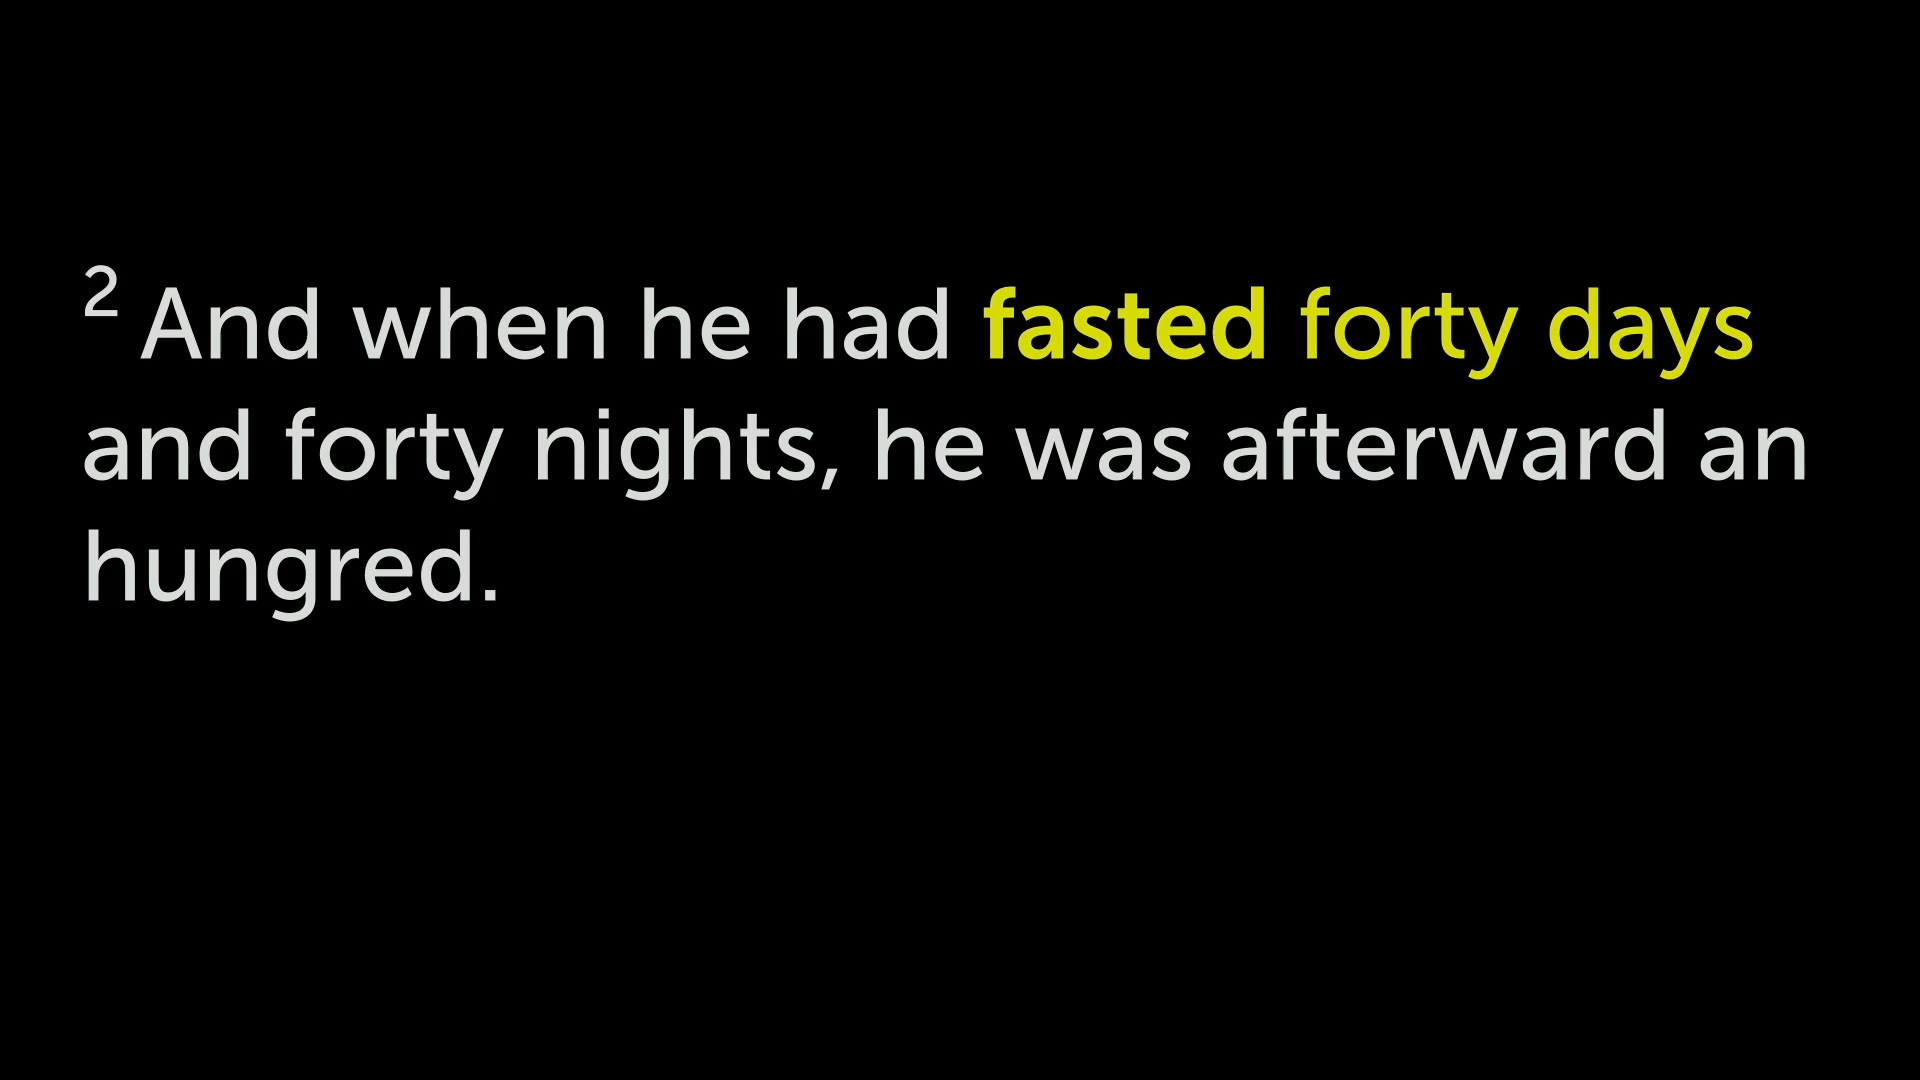 2 And when he had fasted forty days
and forty nights, he was afterward an
hungred.